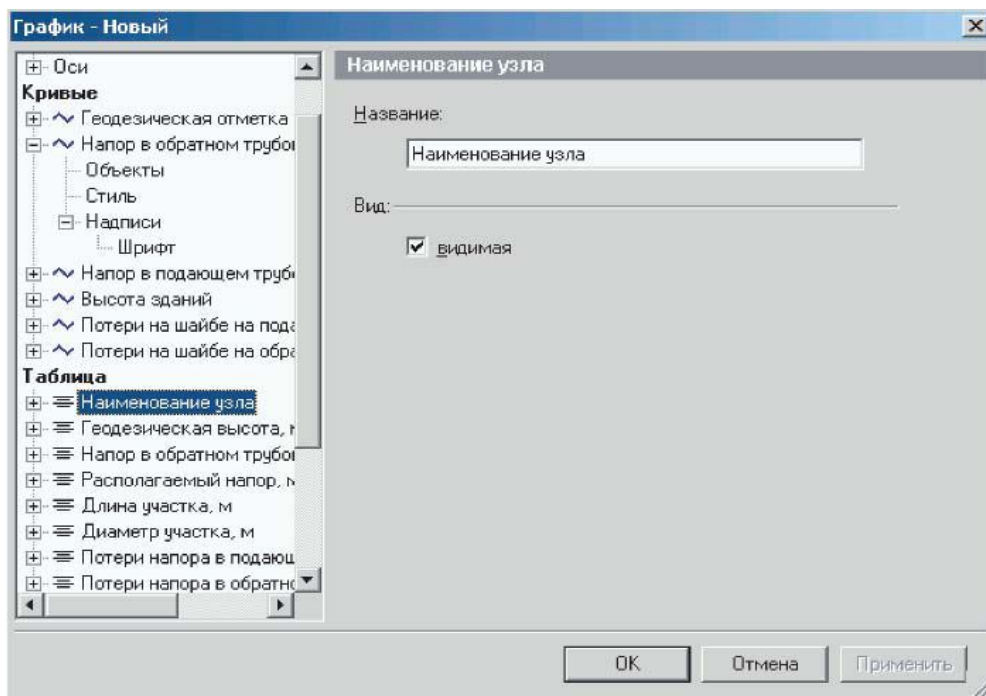 График - Новый
Оси
Кривые
Геодезическая отметка
Напор в обратном трубо
Объекты
Стиль
Надписи
Шрифт
Напор в подающем труб
Высота зданий
Потери на шайбе на пода
Потери на шайбе на обра
Таблица
Наименование узла
Геодезическая высота,
Напор в обратном трубо
Располагаемый напор,
Длина участка, м
Диаметр участка, м
Потери напора в подающ
Потери напора в обратн
Наименование узла
Название:
Наименование узла
Вид:
видимая
OK
Отмена
Применить